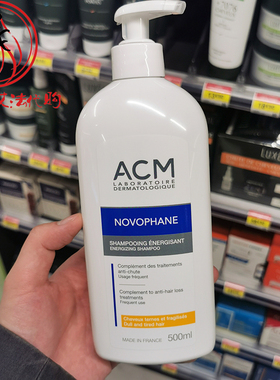 ACM
LABORATOIRE
DERMATOLOGIQUE
NOVOPHANE
SHAMPOOING ÉNERGISANT
ENERGIZING SHAMPOO
Complément des traitements
anti-chute
Usage fréquent
Complement to anti-hair loss
treatments
Frequent use
Cheveux ternes et fragilisés
Dull and tired hair
MADE IN FRANCE
500ml